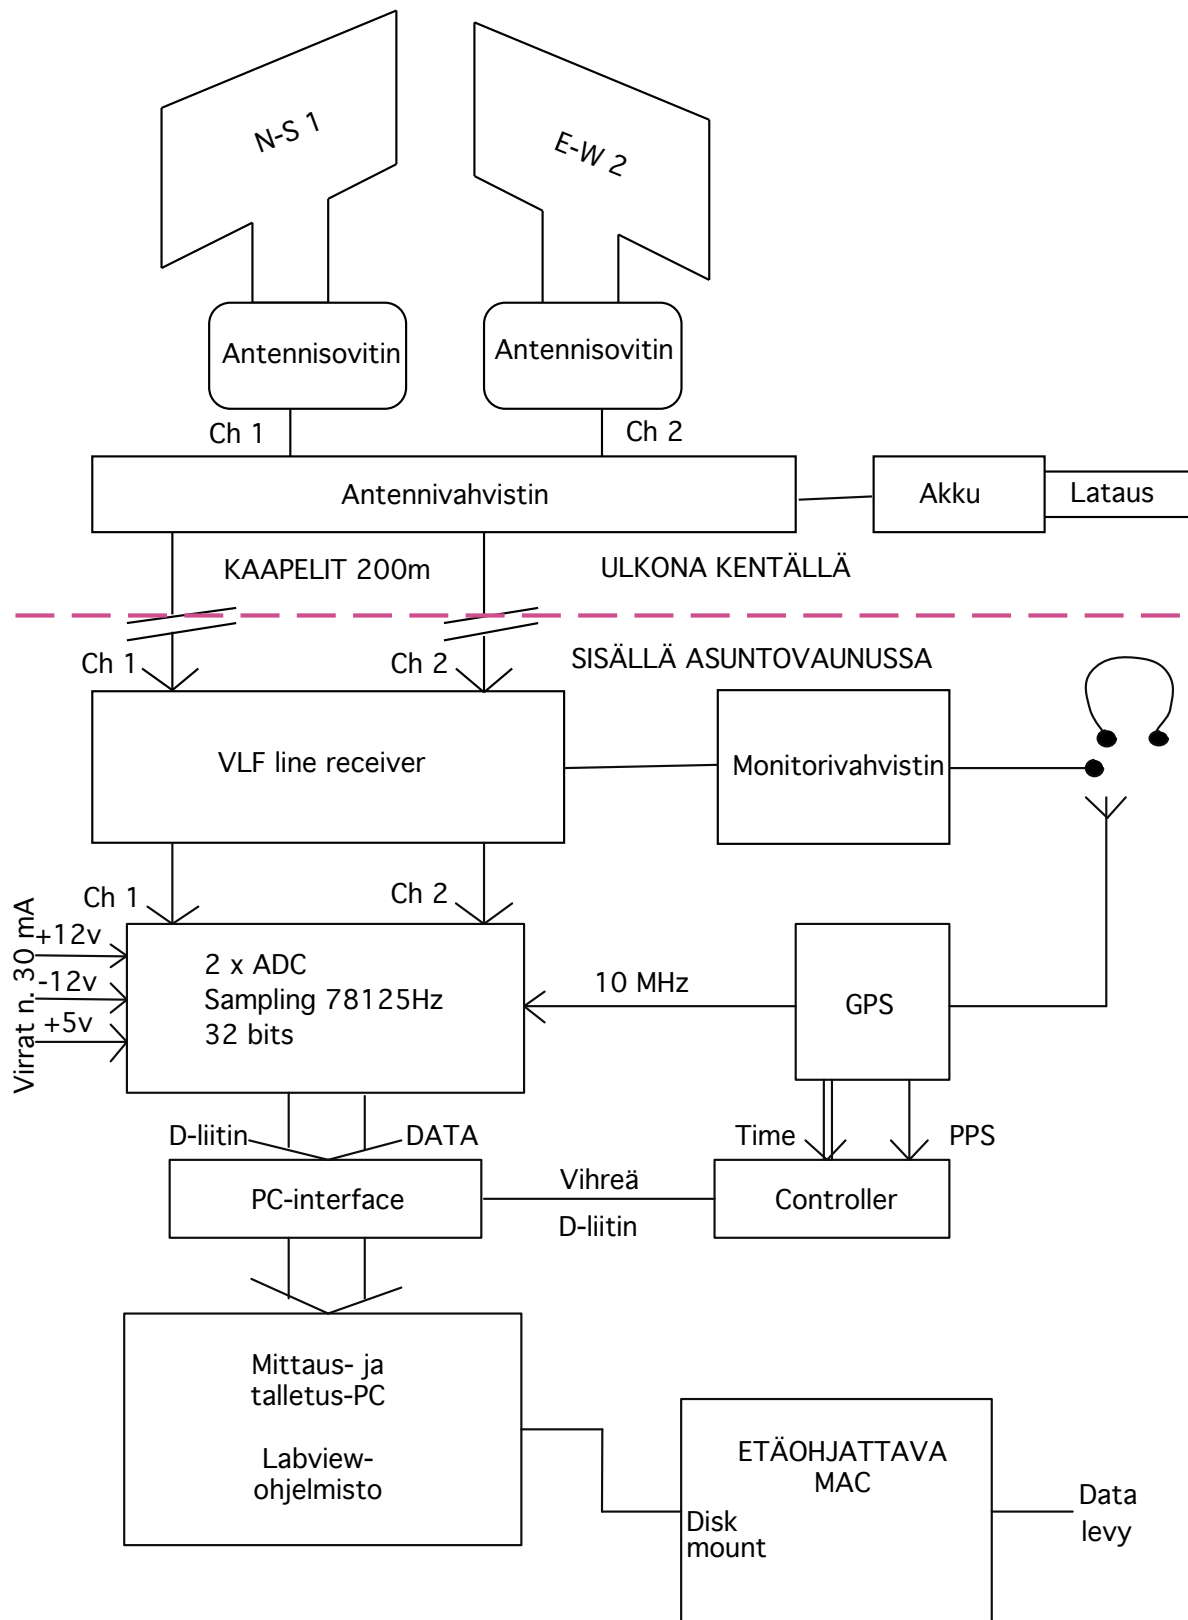 N-S 1
E-W 2
Antennisovitin
Antennisovitin
Ch 1
Ch 2
Antennivahvistin
Akku
Lataus
KAAPELIT 200m
ULKONA KENTÄLLÄ
Ch 1
Ch 2
SISÄLLÄ ASUNTOVAUNUSSA
VLF line receiver
Monitorivahvistin
Ch 1
Ch 2
Virrat n. 30 mA
+12v
-12v
+5v
2 x ADC
Sampling 78125Hz
32 bits
10 MHz
GPS
D-liitin
DATA
Time
PPS
PC-interface
Vihreä
D-liitin
Controller
Mittaus- ja
talletus-PC
Labview-
ohjelmisto
ETÄOHJATTAVA
MAC
Disk
mount
Data
levy